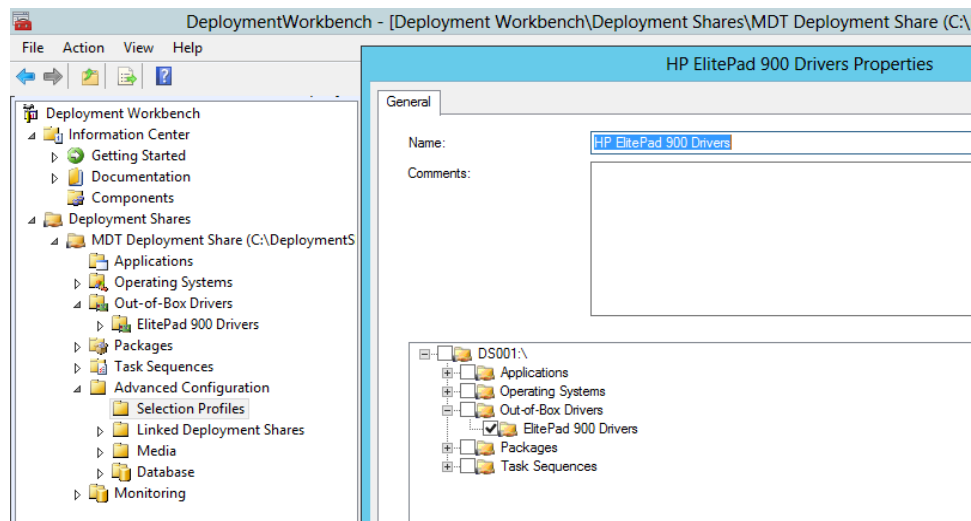 DeploymentWorkbench - [Deployment Workbench\Deployment Shares\MDT Deployment Share (C:\
File Action View Help
HP ElitePad 900 Drivers Properties
Deployment Workbench
Information Center
Getting Started
Documentation
Components
Deployment Shares
MDT Deployment Share (C:\DeploymentS
Applications
Operating Systems
Out-of-Box Drivers
ElitePad 900 Drivers
Packages
Task Sequences
Advanced Configuration
Selection Profiles
Linked Deployment Shares
Media
Database
Monitoring
General
Name: HP ElitePad 900 Drivers
Comments:
DS001:\
Applications
Operating Systems
Out-of-Box Drivers
ElitePad 900 Drivers
Packages
Task Sequences